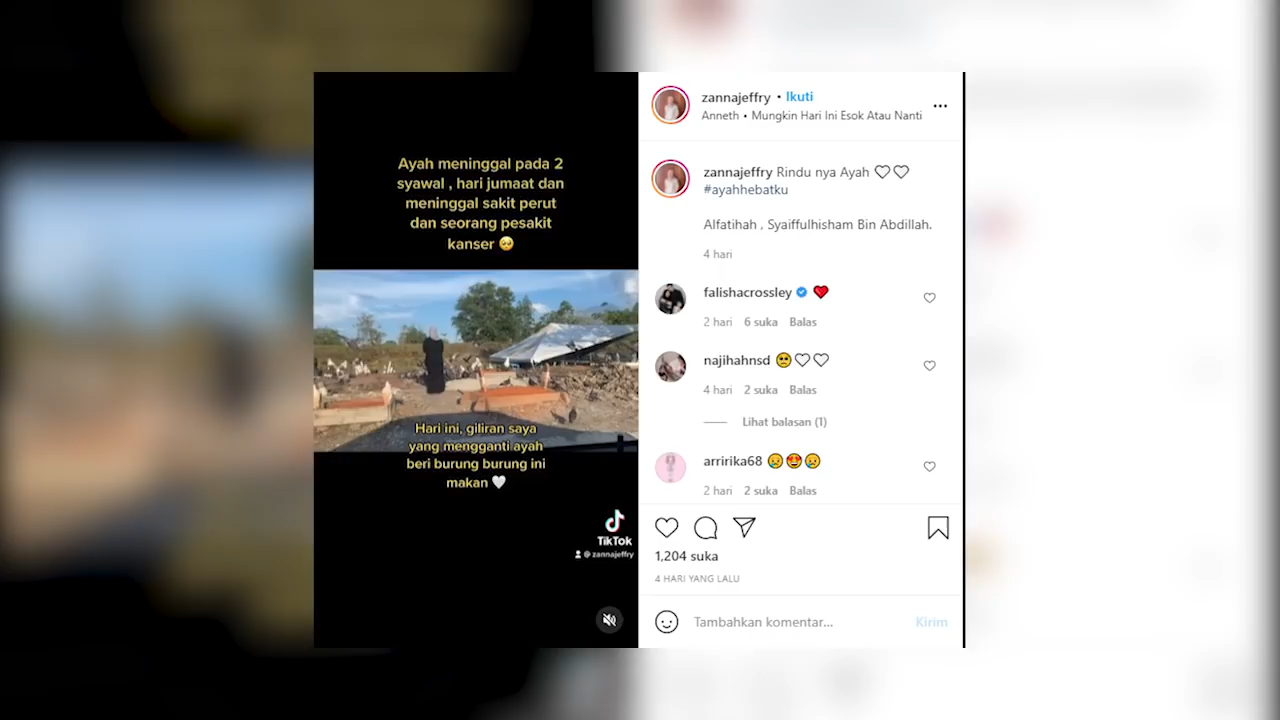 Ayah meninggal pada 2
syawal , hari jumaat dan
meninggal sakit perut
dan seorang pesakit
kanser 🥺
Hari ini, giliran saya
yang mengganti ayah
beri burung burung ini
makan 🤍
TikTok
@ zannajeffry
zannajeffry • Ikuti
Anneth • Mungkin Hari Ini Esok Atau Nanti
zannajeffry Rindu nya Ayah 🤍🤍
#ayahhebatku
Alfatihah , Syaiffulhisham Bin Abdillah.
4 hari
falishacrossley ❤️
2 hari 6 suka Balas
najihahnsd 🥺🤍🤍
4 hari 2 suka Balas
Lihat balasan (1)
arririka68 😢🤩😢
2 hari 2 suka Balas
1,204 suka
4 HARI YANG LALU
Tambahkan komentar... Kirim